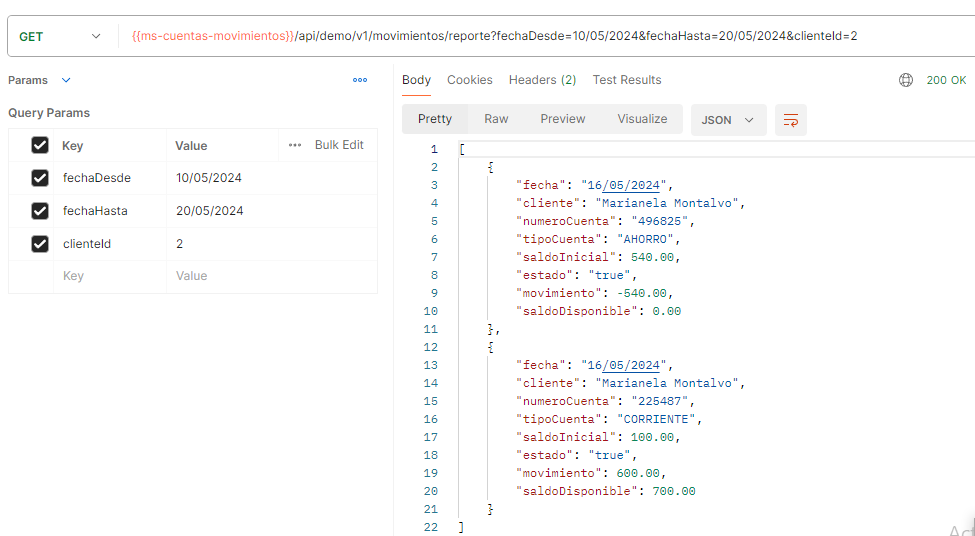 GET {{ms-cuentas-movimientos}}/api/demo/v1/movimientos/reporte?fechaDesde=10/05/2024&fechaHasta=20/05/2024&clienteId=2
Params
Query Params
Key Value Bulk Edit
fechaDesde 10/05/2024
fechaHasta 20/05/2024
clienteId 2
Key Value
Body Cookies Headers (2) Test Results 200 OK
Pretty Raw Preview Visualize JSON
1 [
2 {
3 "fecha": "16/05/2024",
4 "cliente": "Marianela Montalvo",
5 "numeroCuenta": "496825",
6 "tipoCuenta": "AHORRO",
7 "saldoInicial": 540.00,
8 "estado": "true",
9 "movimiento": -540.00,
10 "saldoDisponible": 0.00
11 },
12 {
13 "fecha": "16/05/2024",
14 "cliente": "Marianela Montalvo",
15 "numeroCuenta": "225487",
16 "tipoCuenta": "CORRIENTE",
17 "saldoInicial": 100.00,
18 "estado": "true",
19 "movimiento": 600.00,
20 "saldoDisponible": 700.00
21 }
22 ]